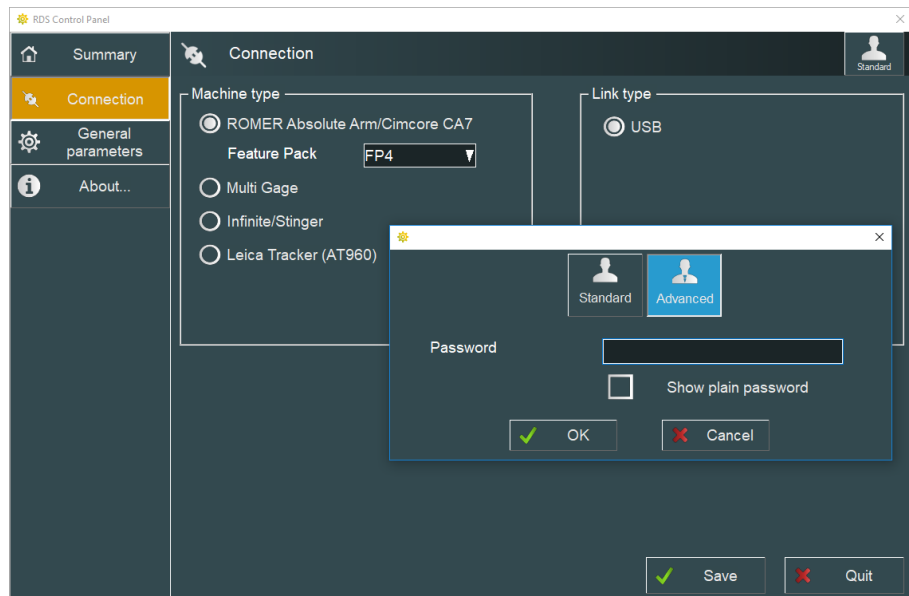 RDS Control Panel
Summary
Connection
Standard
Connection
General
parameters
About...
Machine type
ROMER Absolute Arm/Cimcore CA7
Feature Pack
FP4
Multi Gage
Infinite/Stinger
Leica Tracker (AT960)
Link type
USB
Standard
Advanced
Password
Show plain password
OK
Cancel
Save
Quit